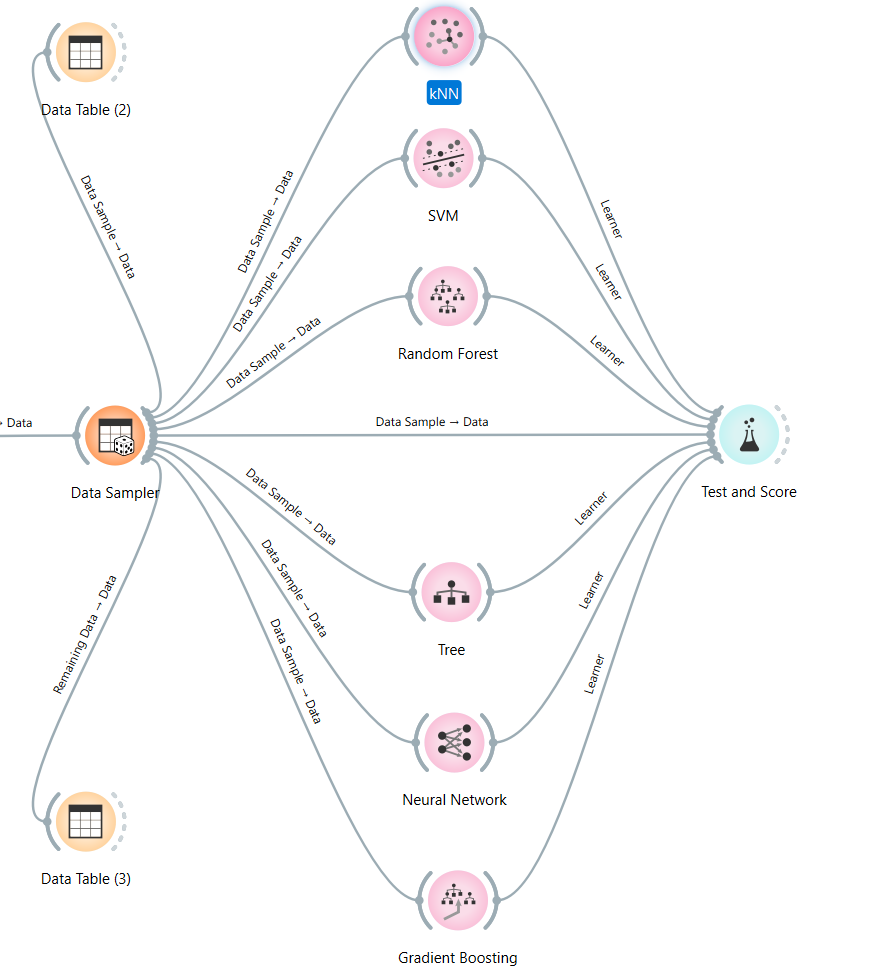 Data Table (2)
kNN
Data Sample → Data
Data Sample → Data
Learner
SVM
Data Sample → Data
Learner
Data Sample → Data
Learner
Random Forest
→ Data
Data Sample → Data
Data Sampler
Test and Score
Data Sample → Data
Learner
Tree
Data Sample → Data
Learner
Remaining Data → Data
Data Sample → Data
Learner
Neural Network
Data Table (3)
Gradient Boosting